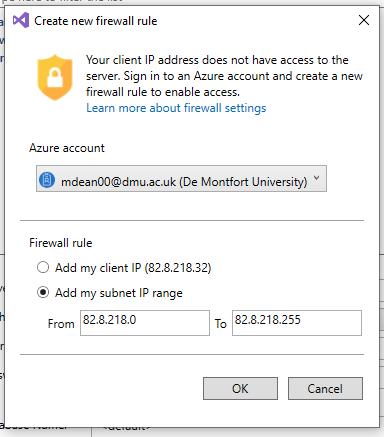 Create new firewall rule
Your client IP address does not have access to the
server. Sign in to an Azure account and create a new
firewall rule to enable access.
Learn more about firewall settings
Azure account
mdean00@dmu.ac.uk (De Montfort University)
Firewall rule
Add my client IP (82.8.218.32)
Add my subnet IP range
From 82.8.218.0 To 82.8.218.255
OK Cancel
<default>